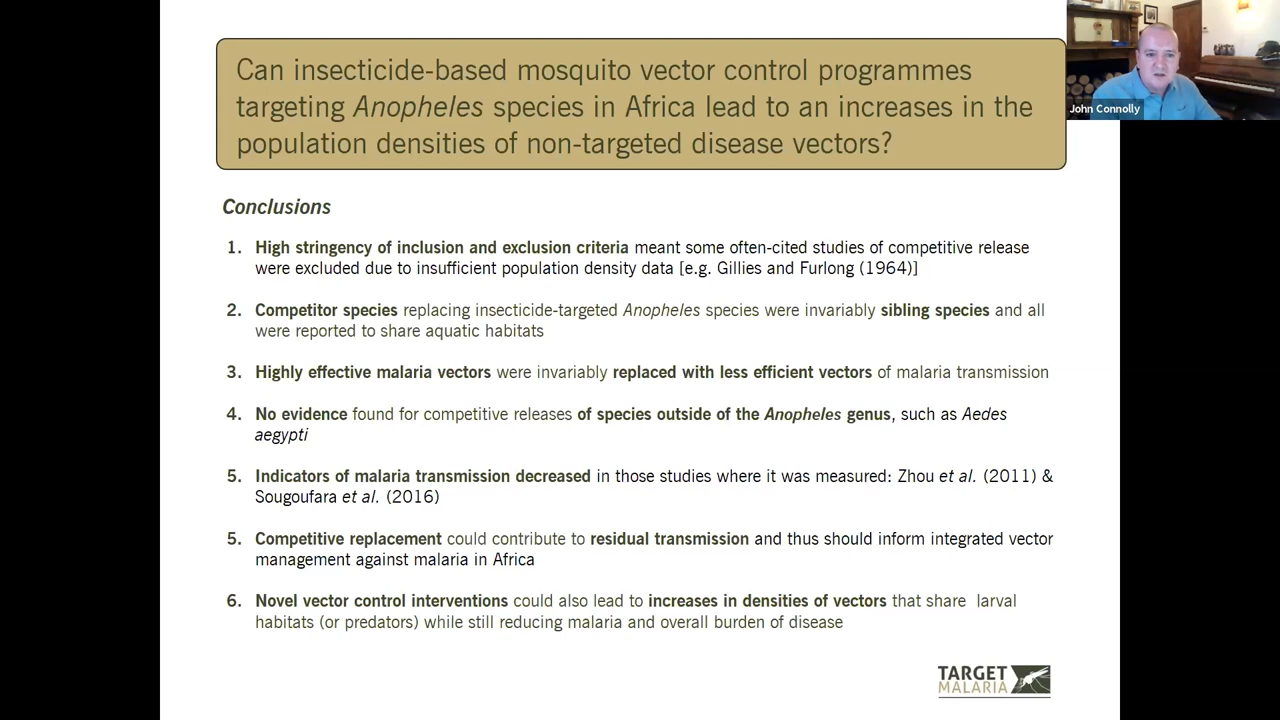 Can insecticide-based mosquito vector control programmes
targeting Anopheles species in Africa lead to an increases in the
population densities of non-targeted disease vectors?
John Connolly
Conclusions
1. High stringency of inclusion and exclusion criteria meant some often-cited studies of competitive release
were excluded due to insufficient population density data [e.g. Gillies and Furlong (1964)]
2. Competitor species replacing insecticide-targeted Anopheles species were invariably sibling species and all
were reported to share aquatic habitats
3. Highly effective malaria vectors were invariably replaced with less efficient vectors of malaria transmission
4. No evidence found for competitive releases of species outside of the Anopheles genus, such as Aedes
aegypti
5. Indicators of malaria transmission decreased in those studies where it was measured: Zhou et al. (2011) &
Sougoufara et al. (2016)
5. Competitive replacement could contribute to residual transmission and thus should inform integrated vector
management against malaria in Africa
6. Novel vector control interventions could also lead to increases in densities of vectors that share larval
habitats (or predators) while still reducing malaria and overall burden of disease
TARGET
MALARIA